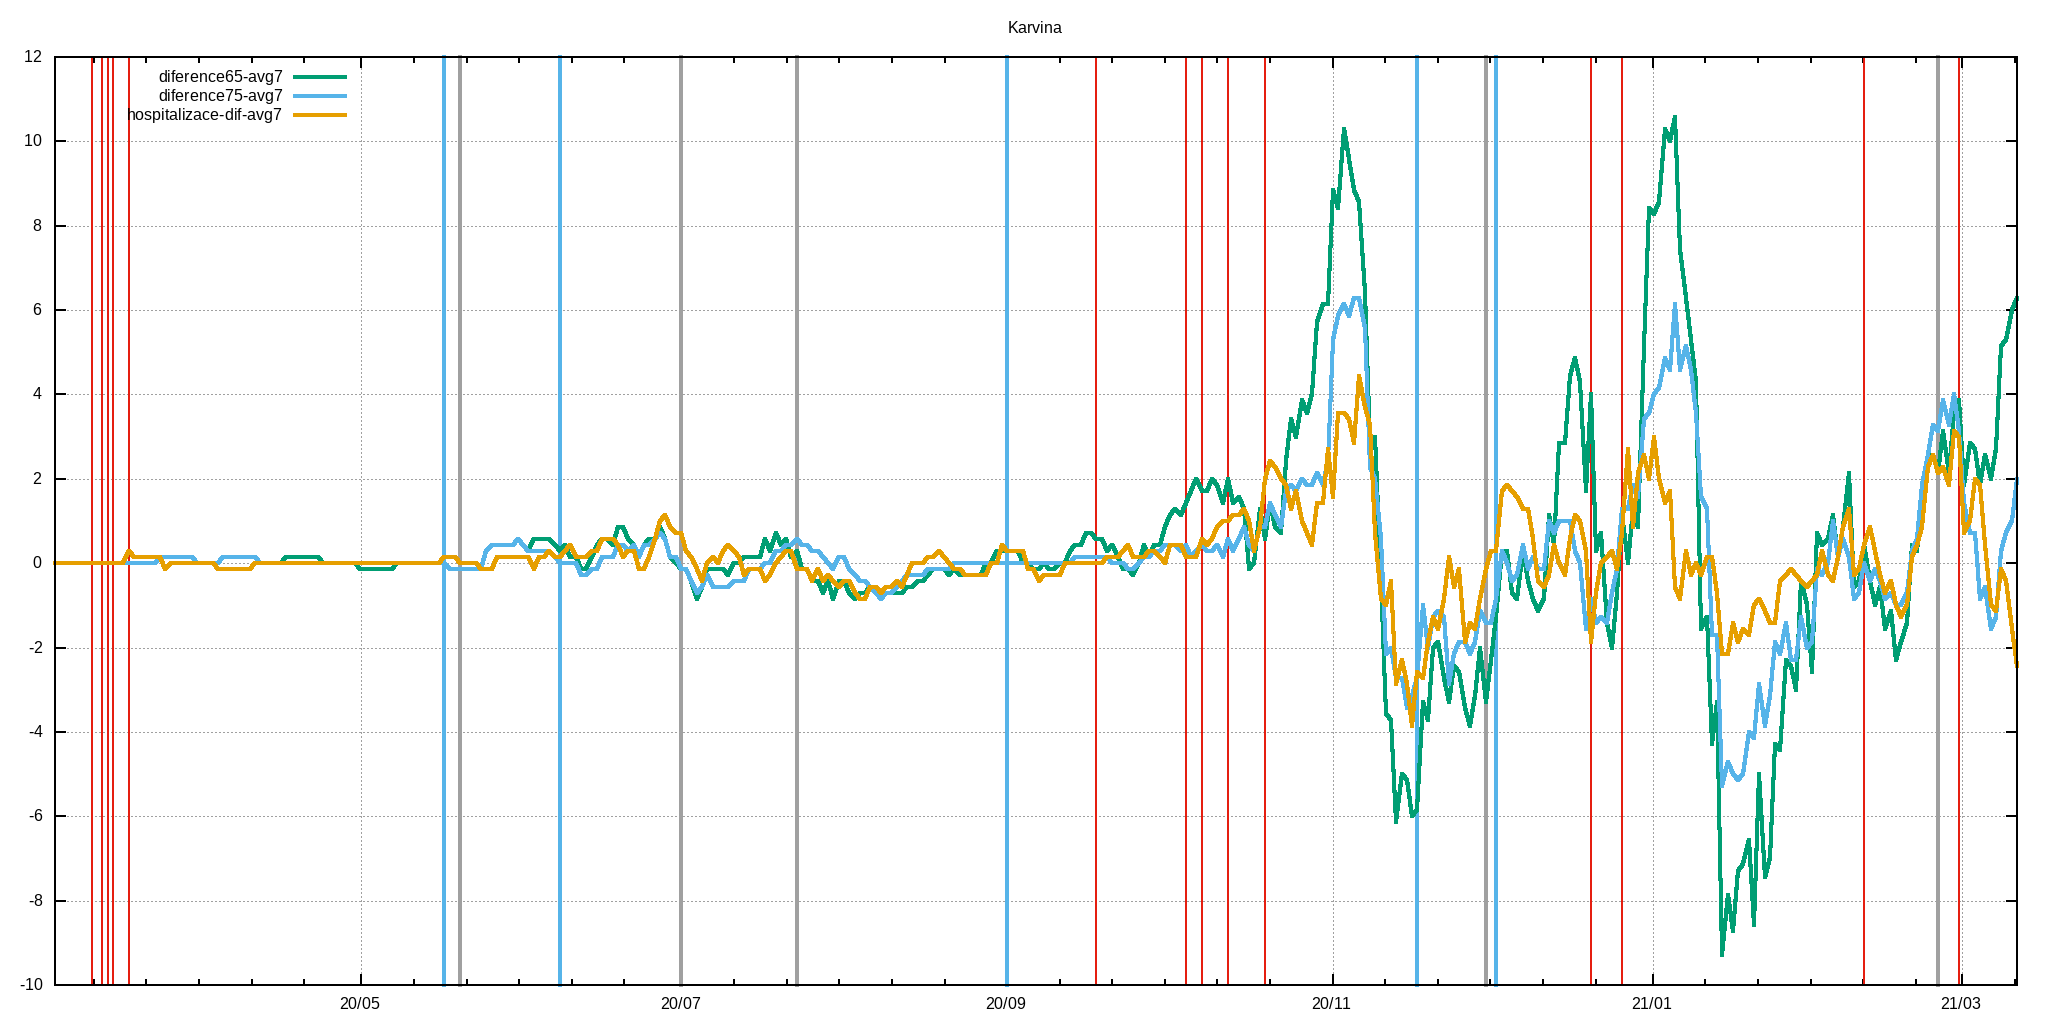 Karvina
12
diference65-avg7
diference75-avg7
hospitalizace-dif-avg7
10
8
6
4
2
0
-2
-4
-6
-8
-10
20/05 20/07 20/09 20/11 21/01 21/03